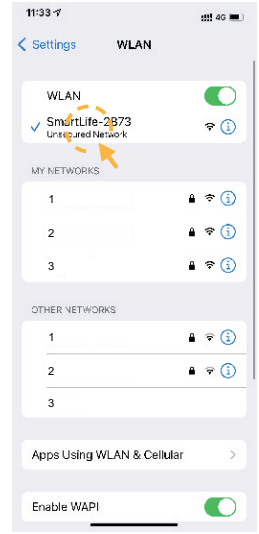 11:33
4G
Settings WLAN
WLAN
SmartLife-2B73
Unsecured Network
MY NETWORKS
1
2
3
OTHER NETWORKS
1
2
3
Apps Using WLAN & Cellular
Enable WAPI